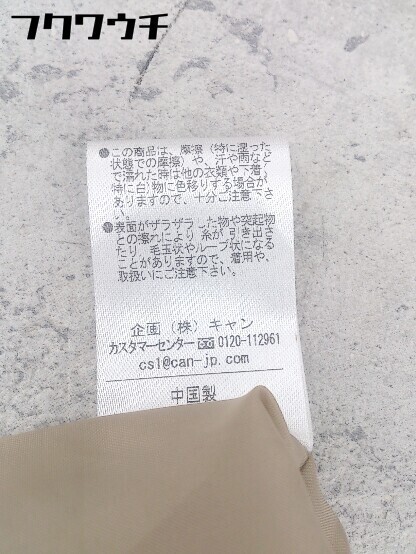 フクワウチ
●この商品は、摩擦（特に湿った
状態での摩擦）や、汗や雨など
で濡れた時は他の衣類や下着（
特に白）物に色移りする場合が
ありますので、十分ご注意下さ
い。
●表面がザラザラした物や突起物
との擦れにより糸が引き出さ
れたり 毛玉状やループ状になる
ことがありますので、着用や、
取扱いにご注意下さい。
企画（株）キャン
カスタマーセンター 0120-112961
cs1@can-jp.com
中国製